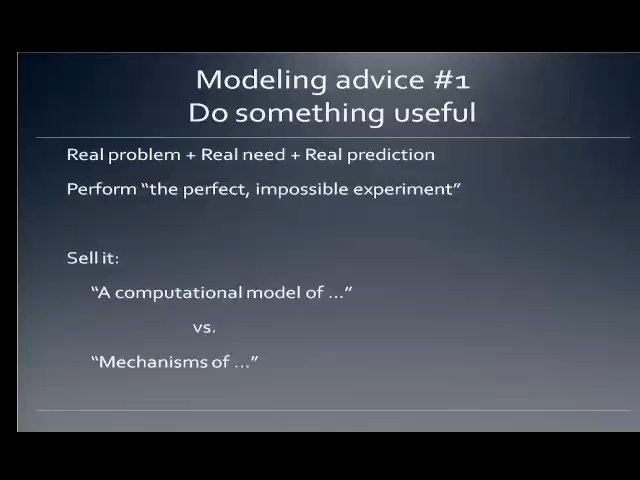 Modeling advice #1
Do something useful
Real problem + Real need + Real prediction
Perform “the perfect, impossible experiment”
Sell it:
“A computational model of ...”
vs.
“Mechanisms of ...”